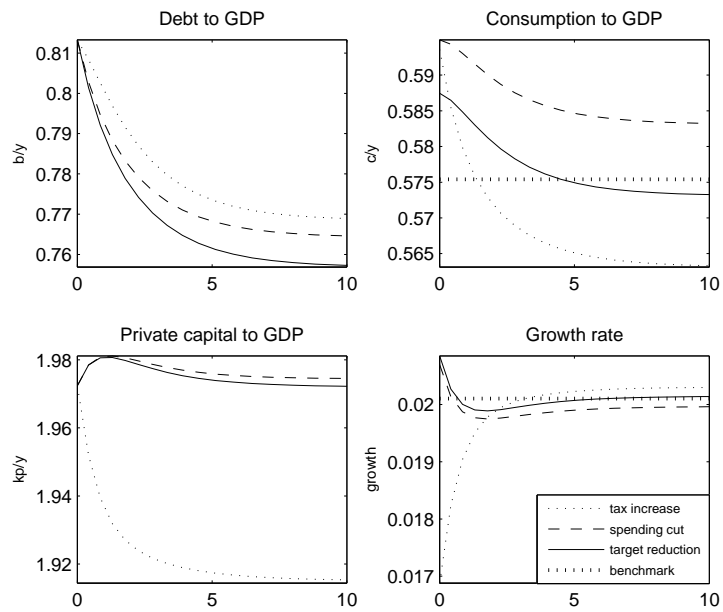 Debt to GDP
0.81
0.8
0.79
0.78
0.77
0.76
b/y
0
5
10
Consumption to GDP
0.59
0.585
0.58
0.575
0.57
0.565
c/y
0
5
10
Private capital to GDP
1.98
1.96
1.94
1.92
kp/y
0
5
10
Growth rate
0.02
0.019
0.018
0.017
growth
0
5
10
tax increase
spending cut
target reduction
benchmark